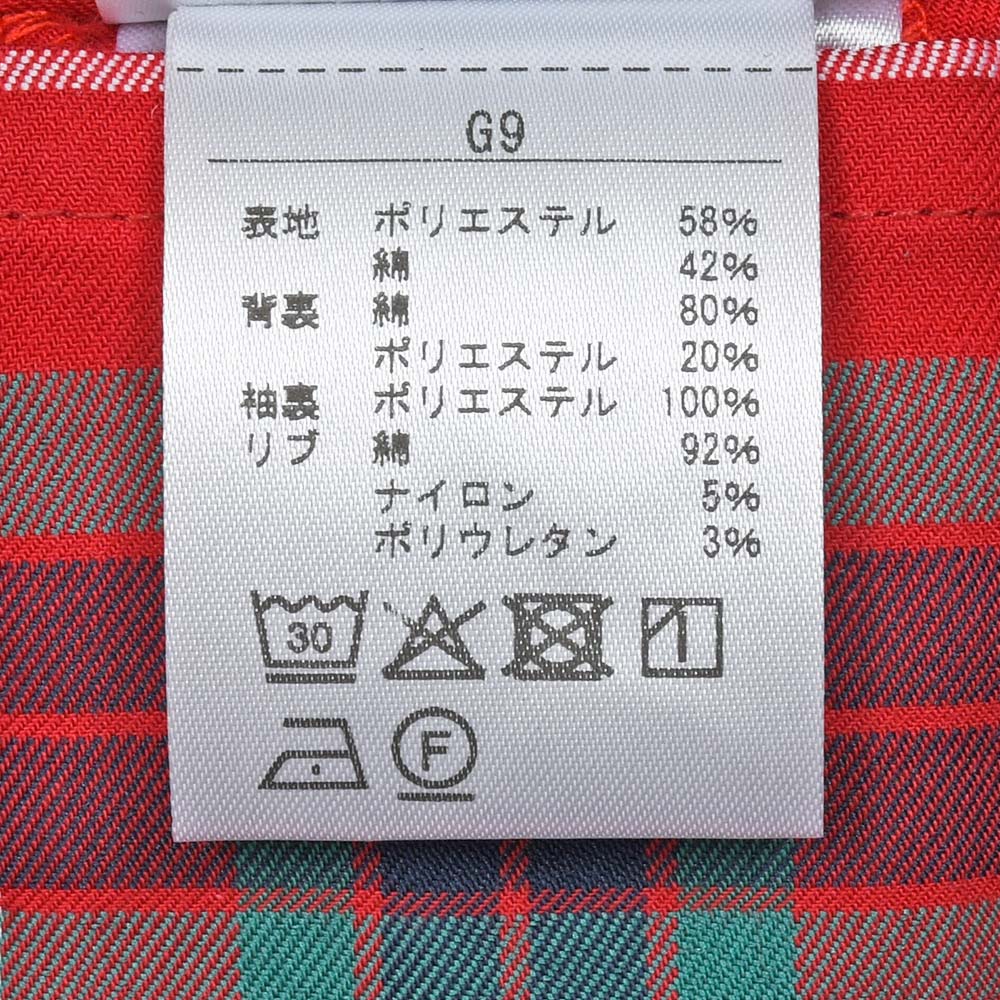 G9
表地 ポリエステル 58%
綿 42%
背裏 綿 80%
ポリエステル 20%
袖裏 ポリエステル 100%
リブ 綿 92%
ナイロン 5%
ポリウレタン 3%
30
F